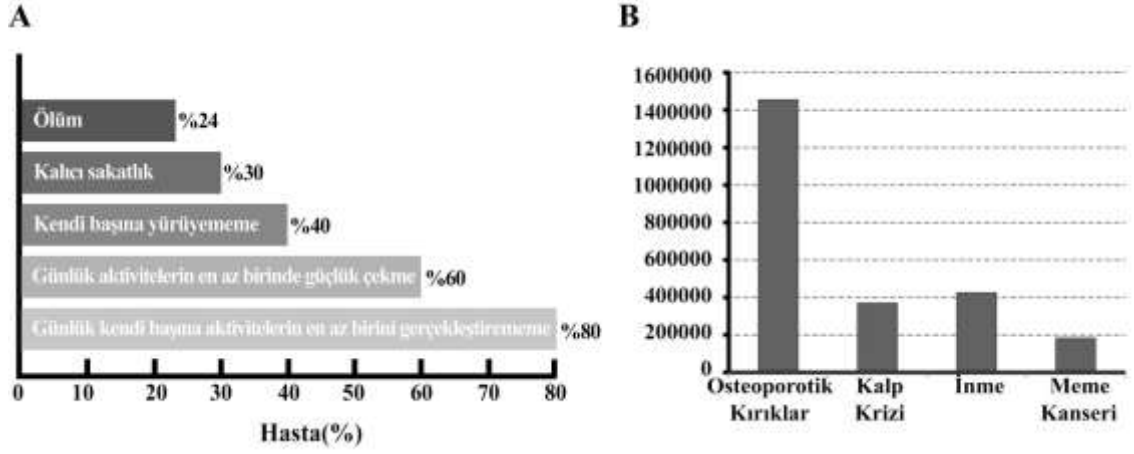 A
Ölüm
%24
Kalıcı sakatlık
%30
Kendi başına yürüyememe
%40
Günlük aktivitelerin en az birinde güçlük çekme
%60
Günlük kendi başına aktivitelerin en az birini gerçekleştirememe
%80
0 10 20 30 40 50 60 70 80
Hasta(%)
B
1600000
1400000
1200000
1000000
800000
600000
400000
200000
0
Osteoporotik Kalp İnme Meme
Kırıklar Krizi Kanseri